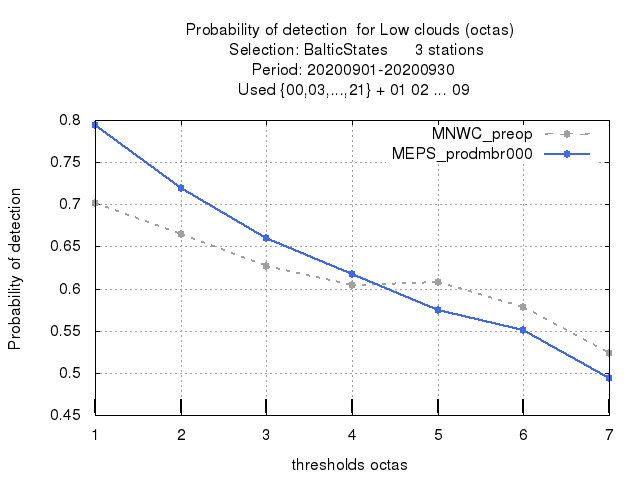 Probability of detection  for Low clouds (octas)
Selection: BalticStates      3 stations
Period: 20200901-20200930
Used {00,03,...,21} + 01 02 ... 09
MNWC_preop
MEPS_prodmbr000
0.8
0.75
0.7
0.65
0.6
0.55
0.5
0.45
Probability of detection
1 2 3 4 5 6 7
thresholds octas